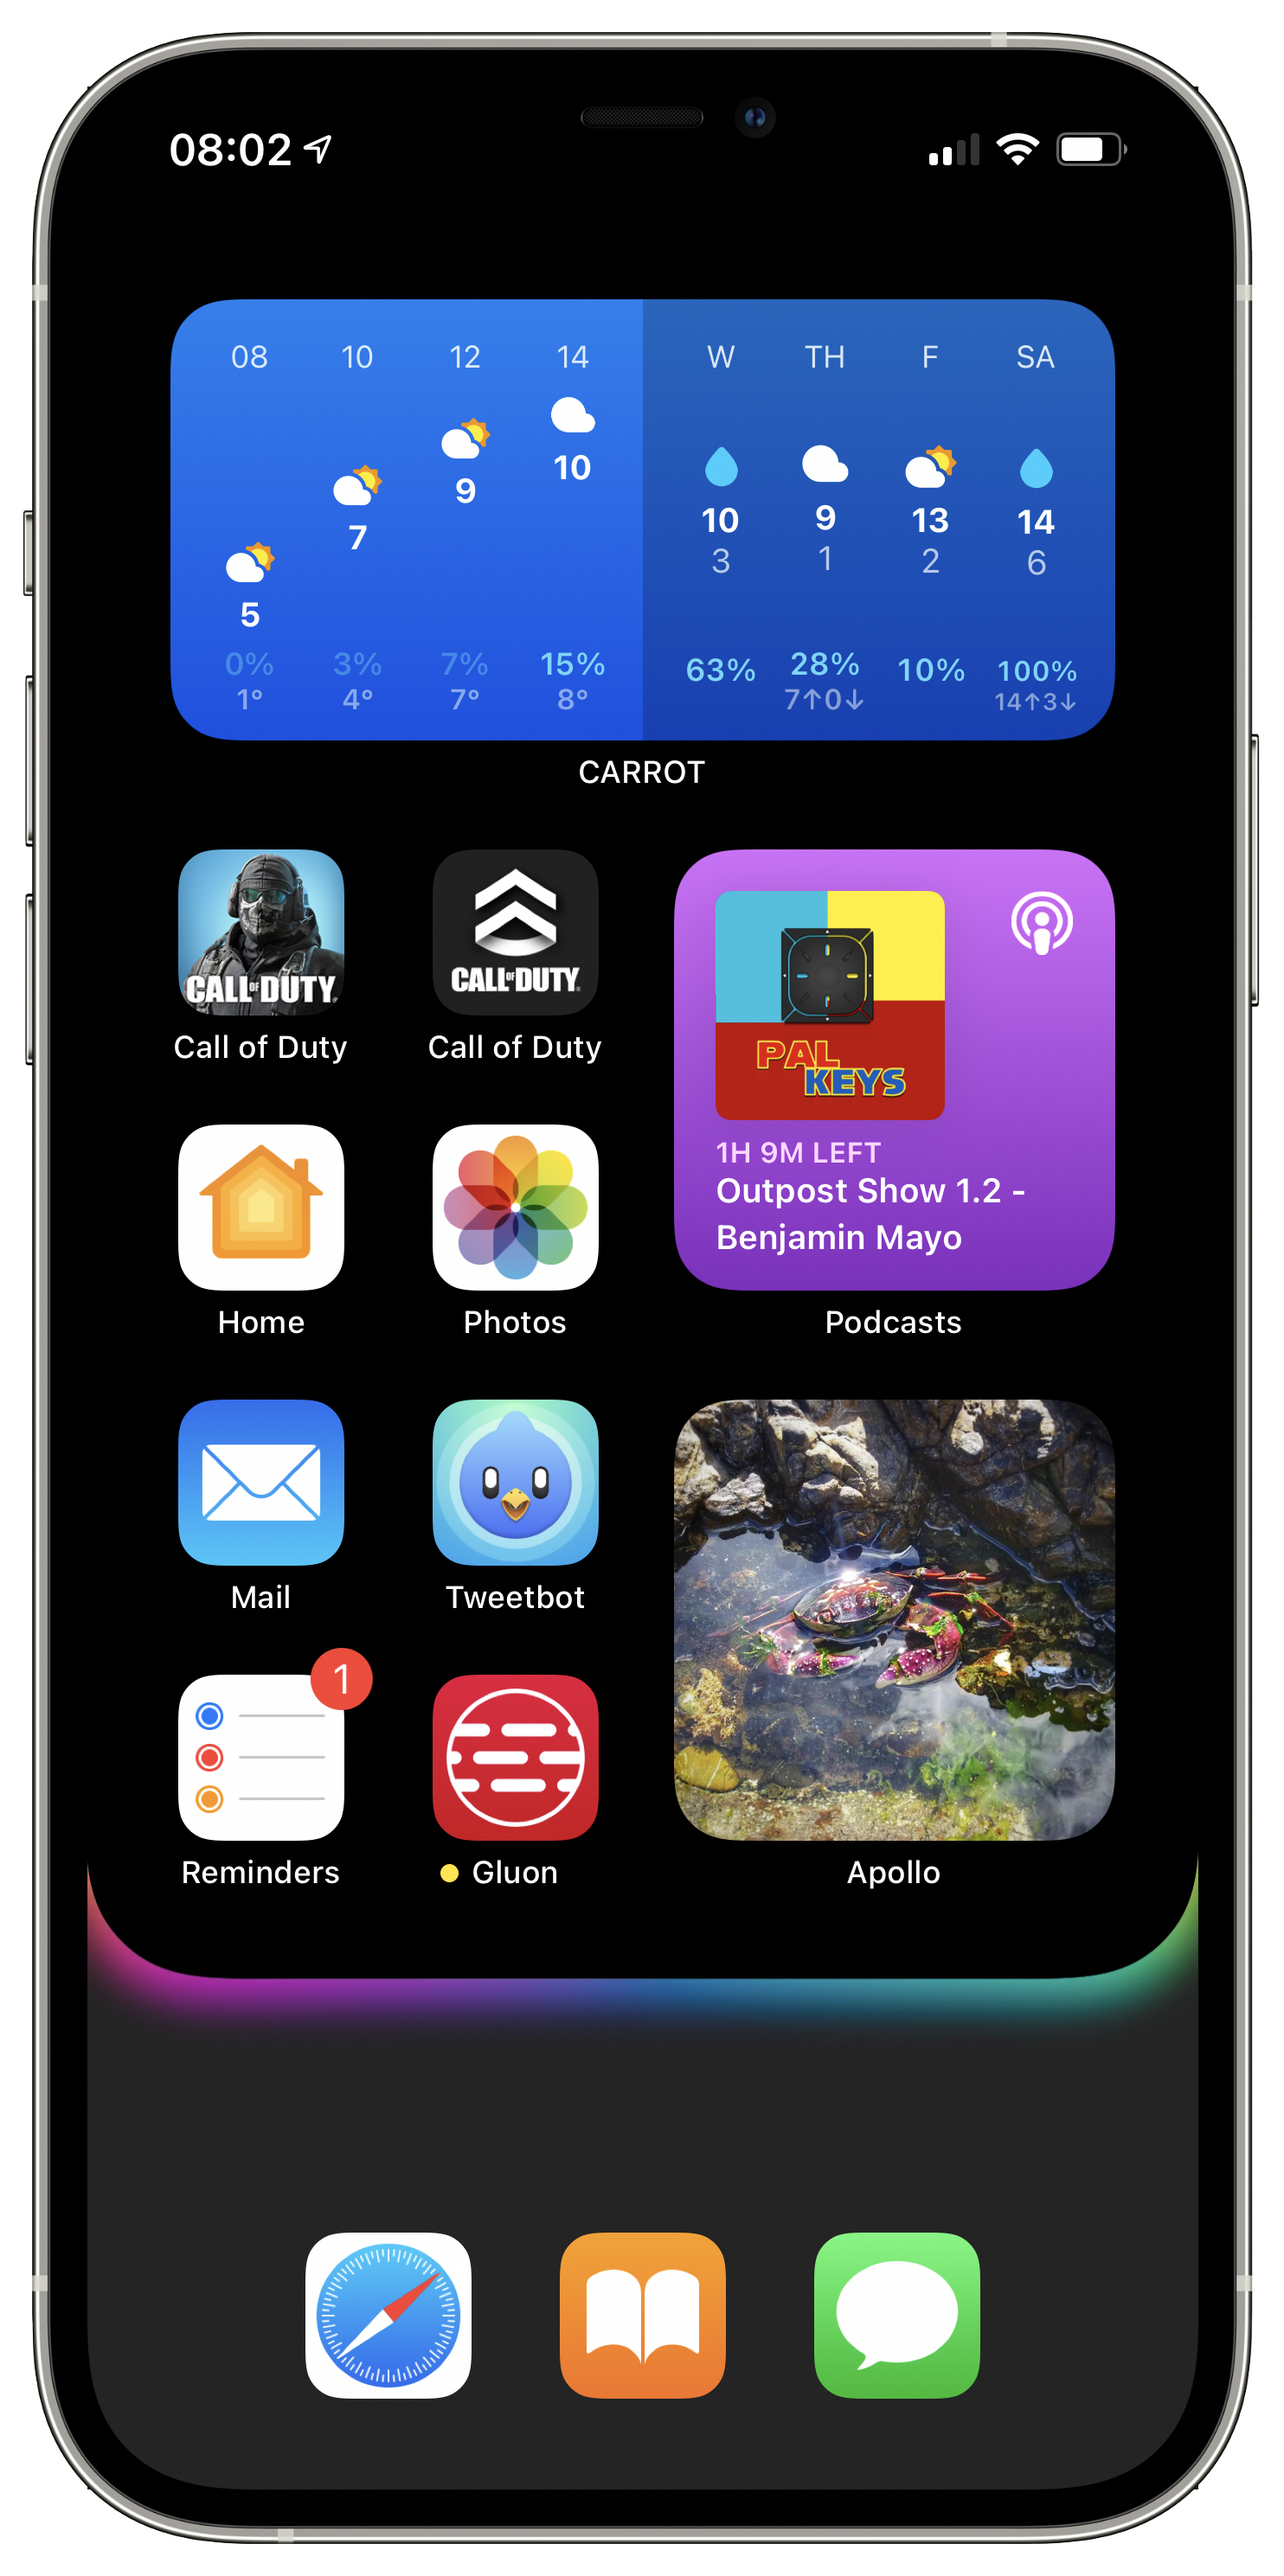 08:02
08 10 12 14 W TH F SA
5 7 9 10
10 9 13 14
3 1 2 6
0% 3% 7% 15% 63% 28% 10% 100%
1° 4° 7° 8° 7↑0↓ 14↑3↓
CARROT
CALL OF DUTY
CALL OF DUTY
Call of Duty Call of Duty
PAL
KEYS
1H 9M LEFT
Outpost Show 1.2 -
Benjamin Mayo
Home Photos Podcasts
Mail Tweetbot
1
Reminders Gluon Apollo